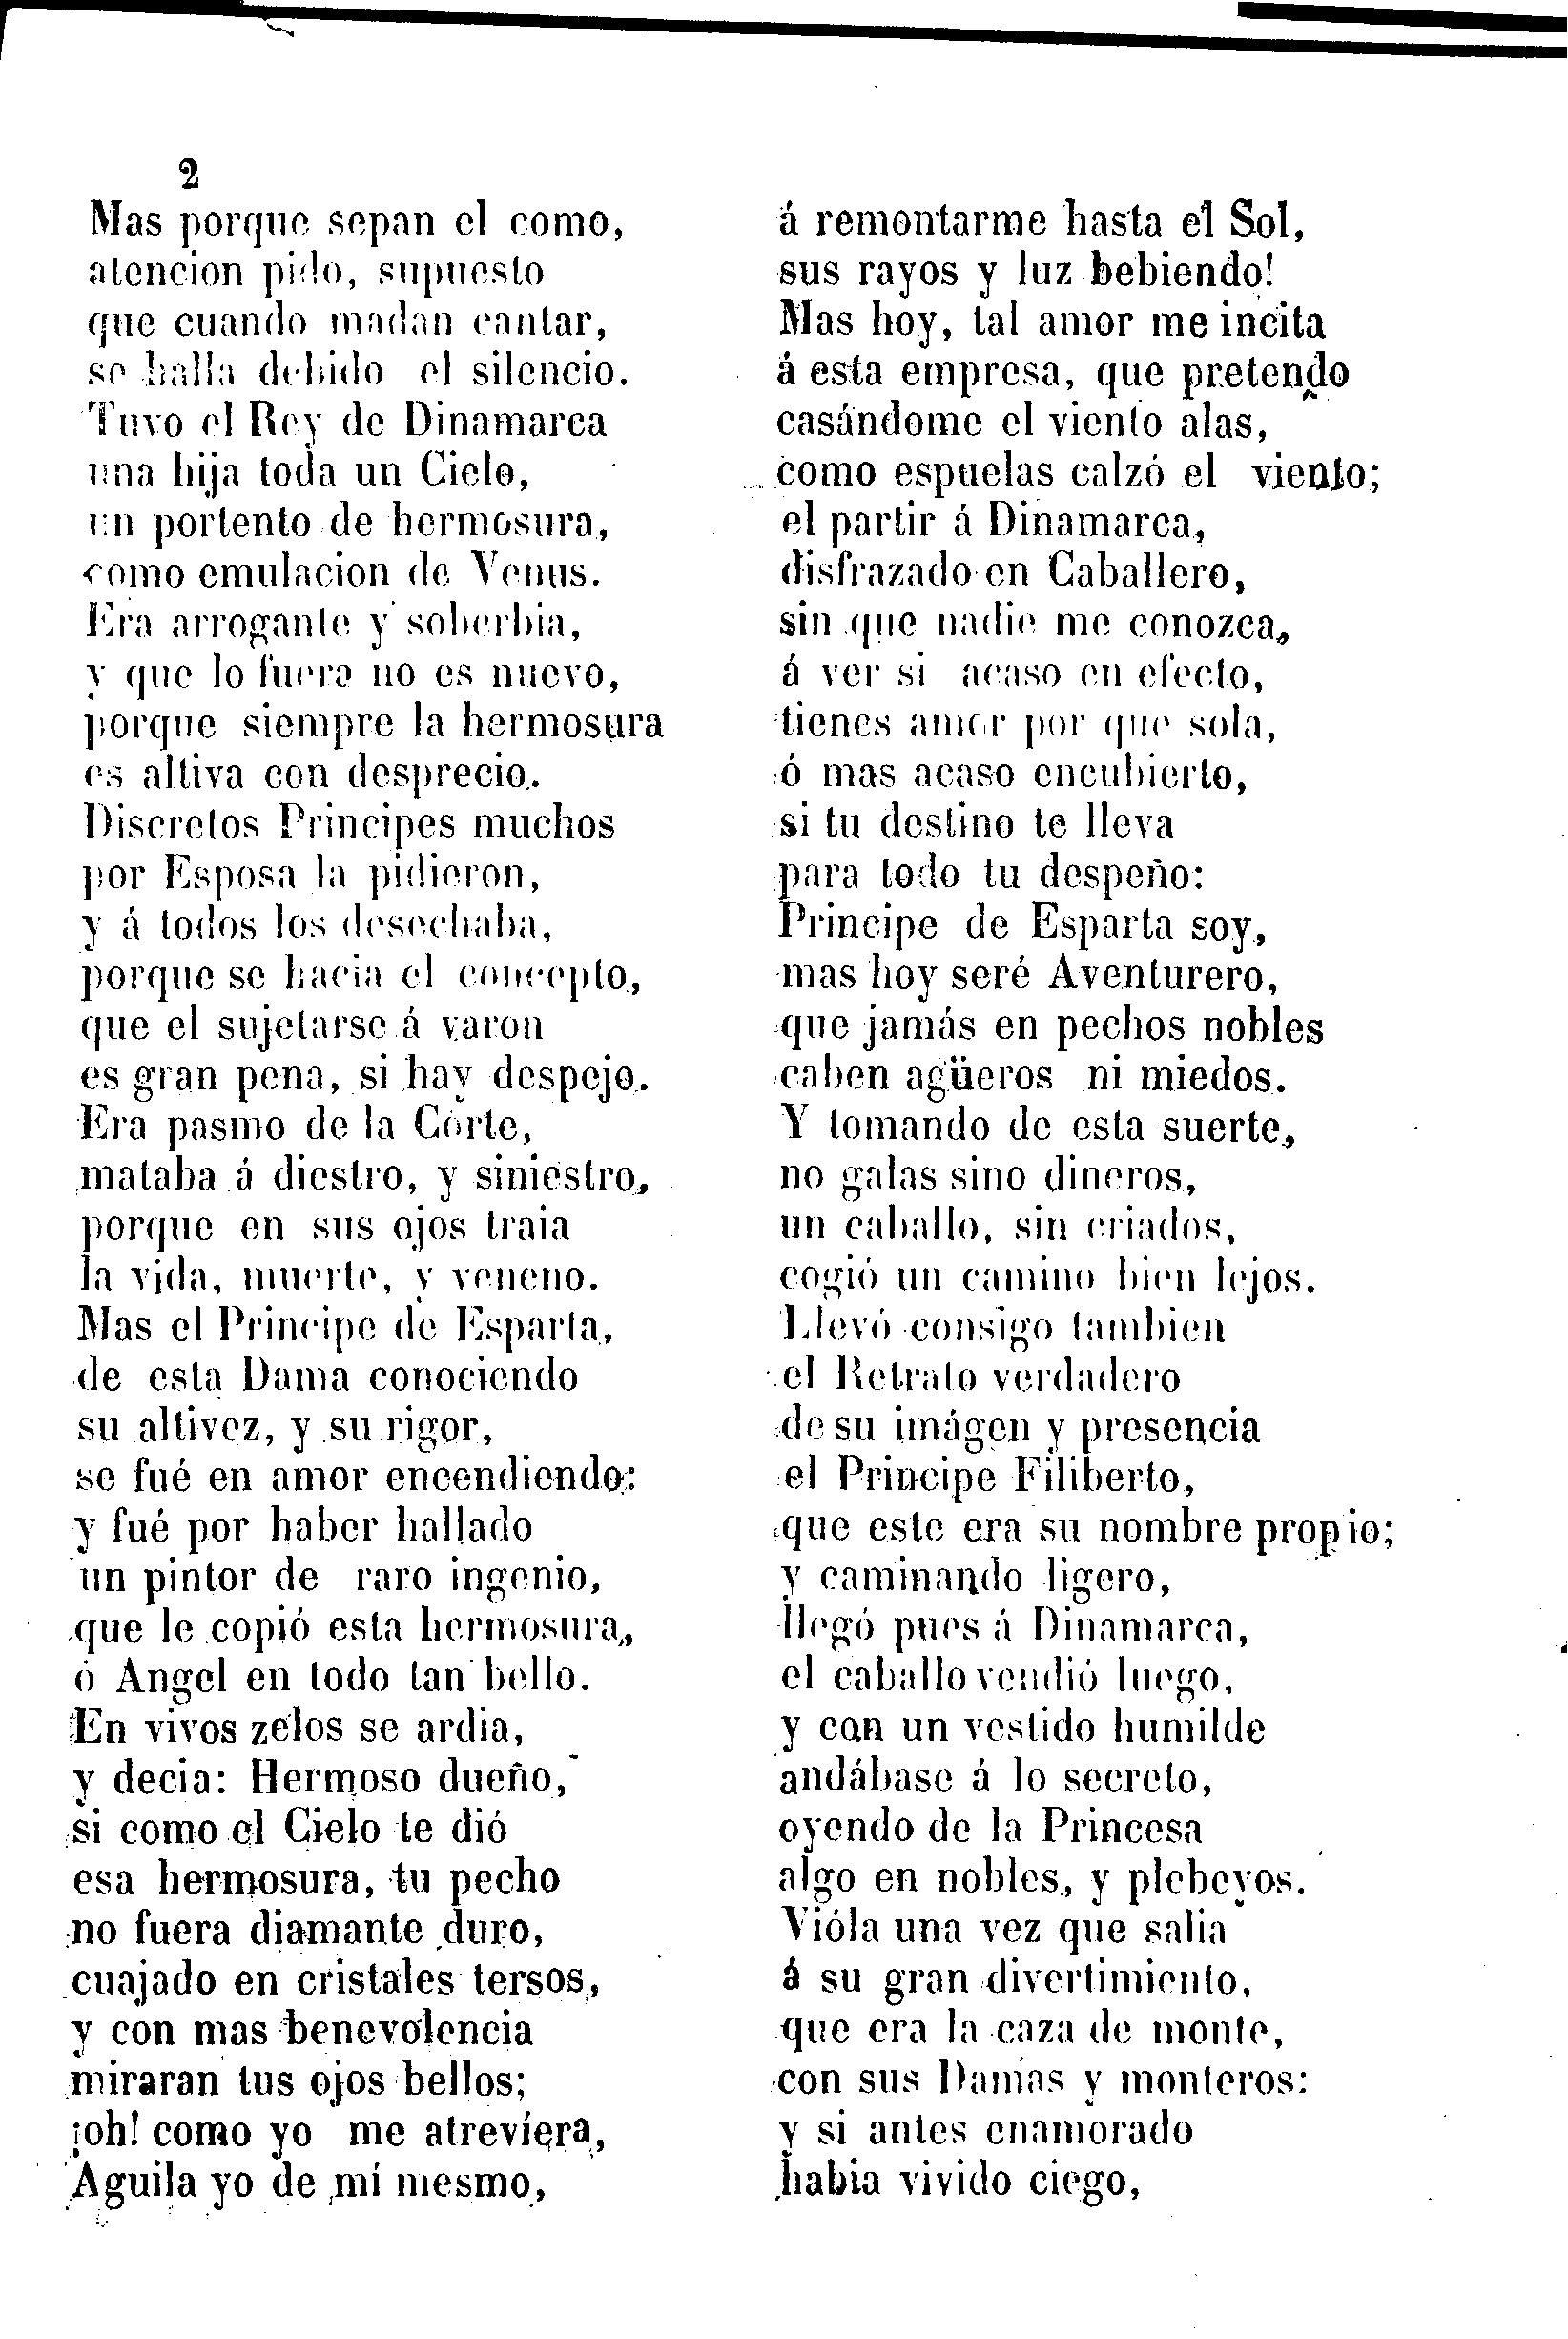 2
Mas porque sepan el como,
atencion pido, supuesto
que cuando madan cantar,
se halla debido el silencio.
Tuvo el Rey de Dinamarca
una hija toda un Cielo,
un portento de hermosura,
como emulacion de Venus.
Era arrogante y soberbia,
y que lo fuera no es nuevo,
porque siempre la hermosura
es altiva con desprecio.
Discretos Principes muchos
por Esposa la pidieron,
y á todos los desechaba,
porque se hacia el concepto,
que el sujetarse á varon
es gran pena, si hay despejo.
Era pasmo de la Corte,
mataba á diestro, y siniestro,
porque en sus ojos traia
la vida, muerte, y veneno.
Mas el Principe de Esparta,
de esta Dama conociendo
su altivez, y su rigor,
se fué en amor encendiendo:
y fué por haber hallado
un pintor de raro ingenio,
que le copió esta hermosura,
ó Angel en todo tan bello.
En vivos zelos se ardia,
y decia: Hermoso dueño,
si como el Cielo te dió
esa hermosura, tu pecho
no fuera diamante duro,
cuajado en cristales tersos,
y con mas benevolencia
miraran tus ojos bellos;
¡oh! como yo me atreviera,
Aguila yo de mí mesmo,
á remontarme hasta el Sol,
sus rayos y luz bebiendo!
Mas hoy, tal amor me incita
á esta empresa, que pretendo
casándome el viento alas,
como espuelas calzó el viento;
el partir á Dinamarca,
disfrazado en Caballero,
sin que nadie me conozca,
á ver si acaso en efecto,
tienes amor por que sola,
ó mas acaso encubierto,
si tu destino te lleva
para todo tu despeño:
Principe de Esparta soy,
mas hoy seré Aventurero,
que jamás en pechos nobles
caben agüeros ni miedos.
Y tomando de esta suerte,
no galas sino dineros,
un caballo, sin criados,
cogió un camino bien lejos.
Llevó consigo tambien
el Retrato verdadero
de su imágen y presencia
el Principe Filiberto,
que este era su nombre propio;
y caminando ligero,
llegó pues á Dinamarca,
el caballo vendió luego,
y con un vestido humilde
andábase á lo secreto,
oyendo de la Princesa
algo en nobles, y plebeyos.
Vióla una vez que salia
á su gran divertimiento,
que era la caza de monte,
con sus Damas y monteros:
y si antes enamorado
habia vivido ciego,